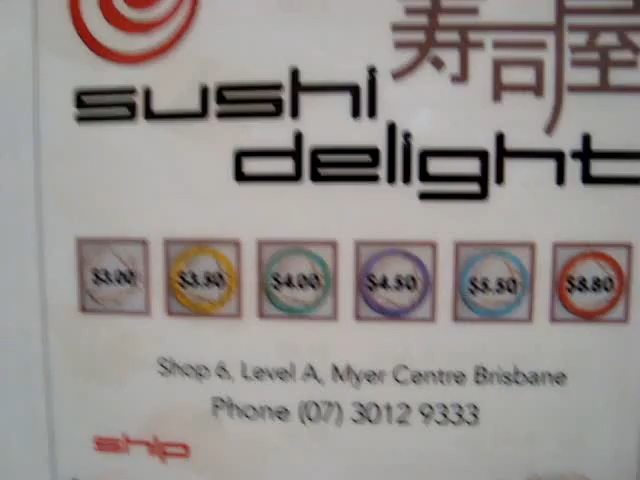 寿司屋
sushi
delight
$3.00 $3.50 $4.00 $4.50 $5.50 $8.80
Shop 6, Level A, Myer Centre Brisbane
Phone (07) 3012 9333
ship